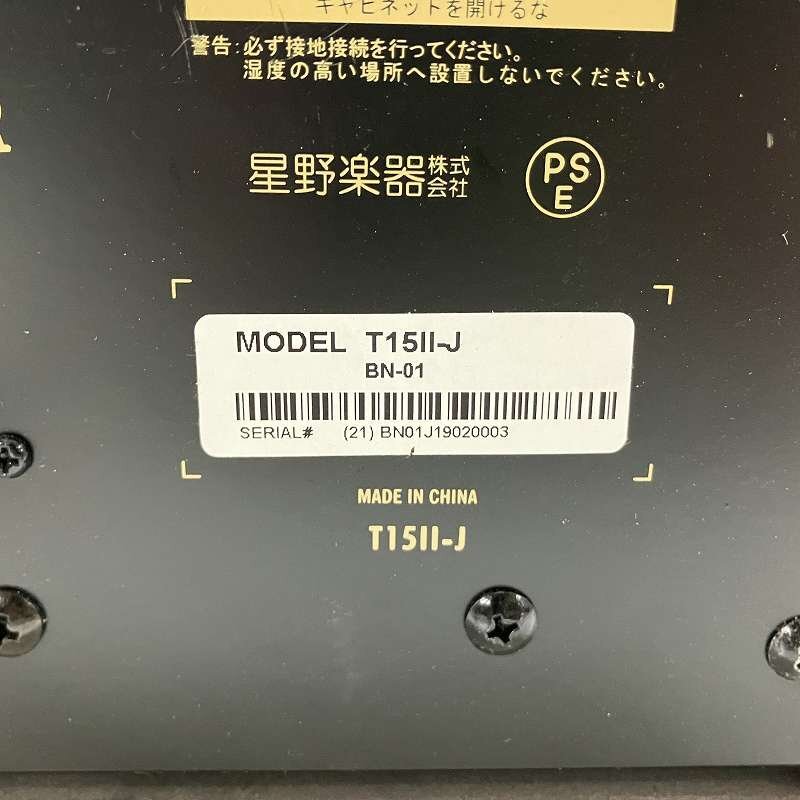 キャビネットを開けるな
警告: 必ず接地接続を行ってください。
湿度の高い場所へ設置しないでください。
星野楽器株式会社
PSE
MODEL T15II-J
BN-01
SERIAL# (21) BN01J19020003
MADE IN CHINA
T15II-J